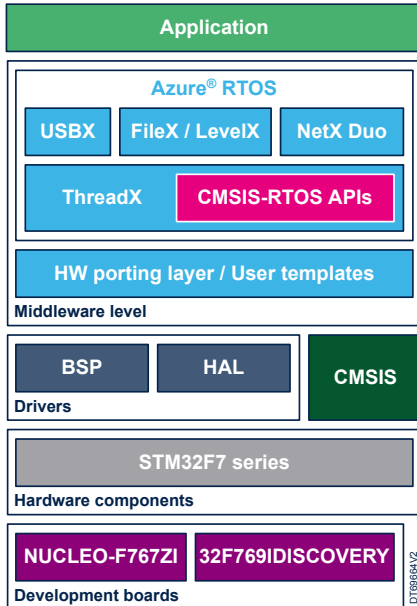 Application
Azure® RTOS
USBX
FileX / LevelX
NetX Duo
ThreadX
CMSIS-RTOS APIs
HW porting layer / User templates
Middleware level
BSP
HAL
CMSIS
Drivers
STM32F7 series
Hardware components
NUCLEO-F767ZI
32F769IDISCOVERY
Development boards
DT69664V2